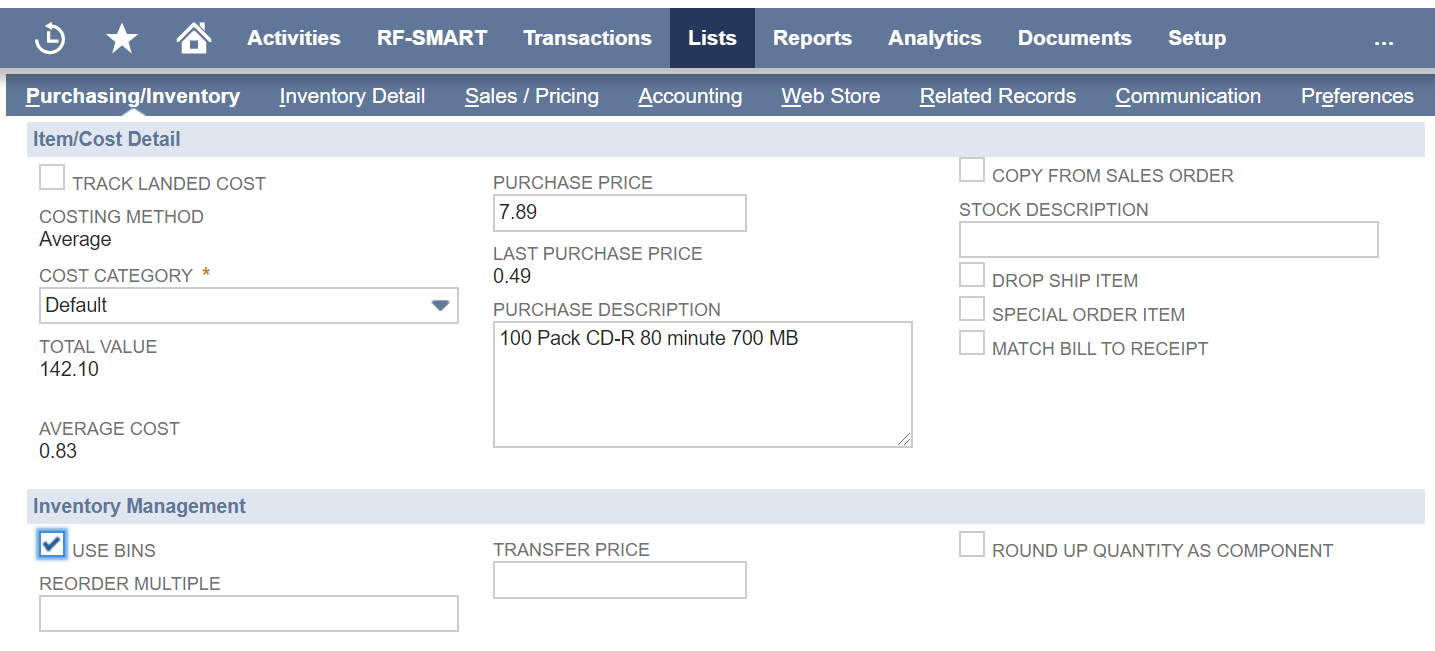 Activities RF-SMART Transactions Lists Reports Analytics Documents Setup ...
Purchasing/Inventory Inventory Detail Sales / Pricing Accounting Web Store Related Records Communication Preferences
Item/Cost Detail
TRACK LANDED COST
COSTING METHOD
Average
COST CATEGORY *
Default
TOTAL VALUE
142.10
AVERAGE COST
0.83
PURCHASE PRICE
7.89
LAST PURCHASE PRICE
0.49
PURCHASE DESCRIPTION
100 Pack CD-R 80 minute 700 MB
COPY FROM SALES ORDER
STOCK DESCRIPTION
DROP SHIP ITEM
SPECIAL ORDER ITEM
MATCH BILL TO RECEIPT
Inventory Management
USE BINS
REORDER MULTIPLE
TRANSFER PRICE
ROUND UP QUANTITY AS COMPONENT